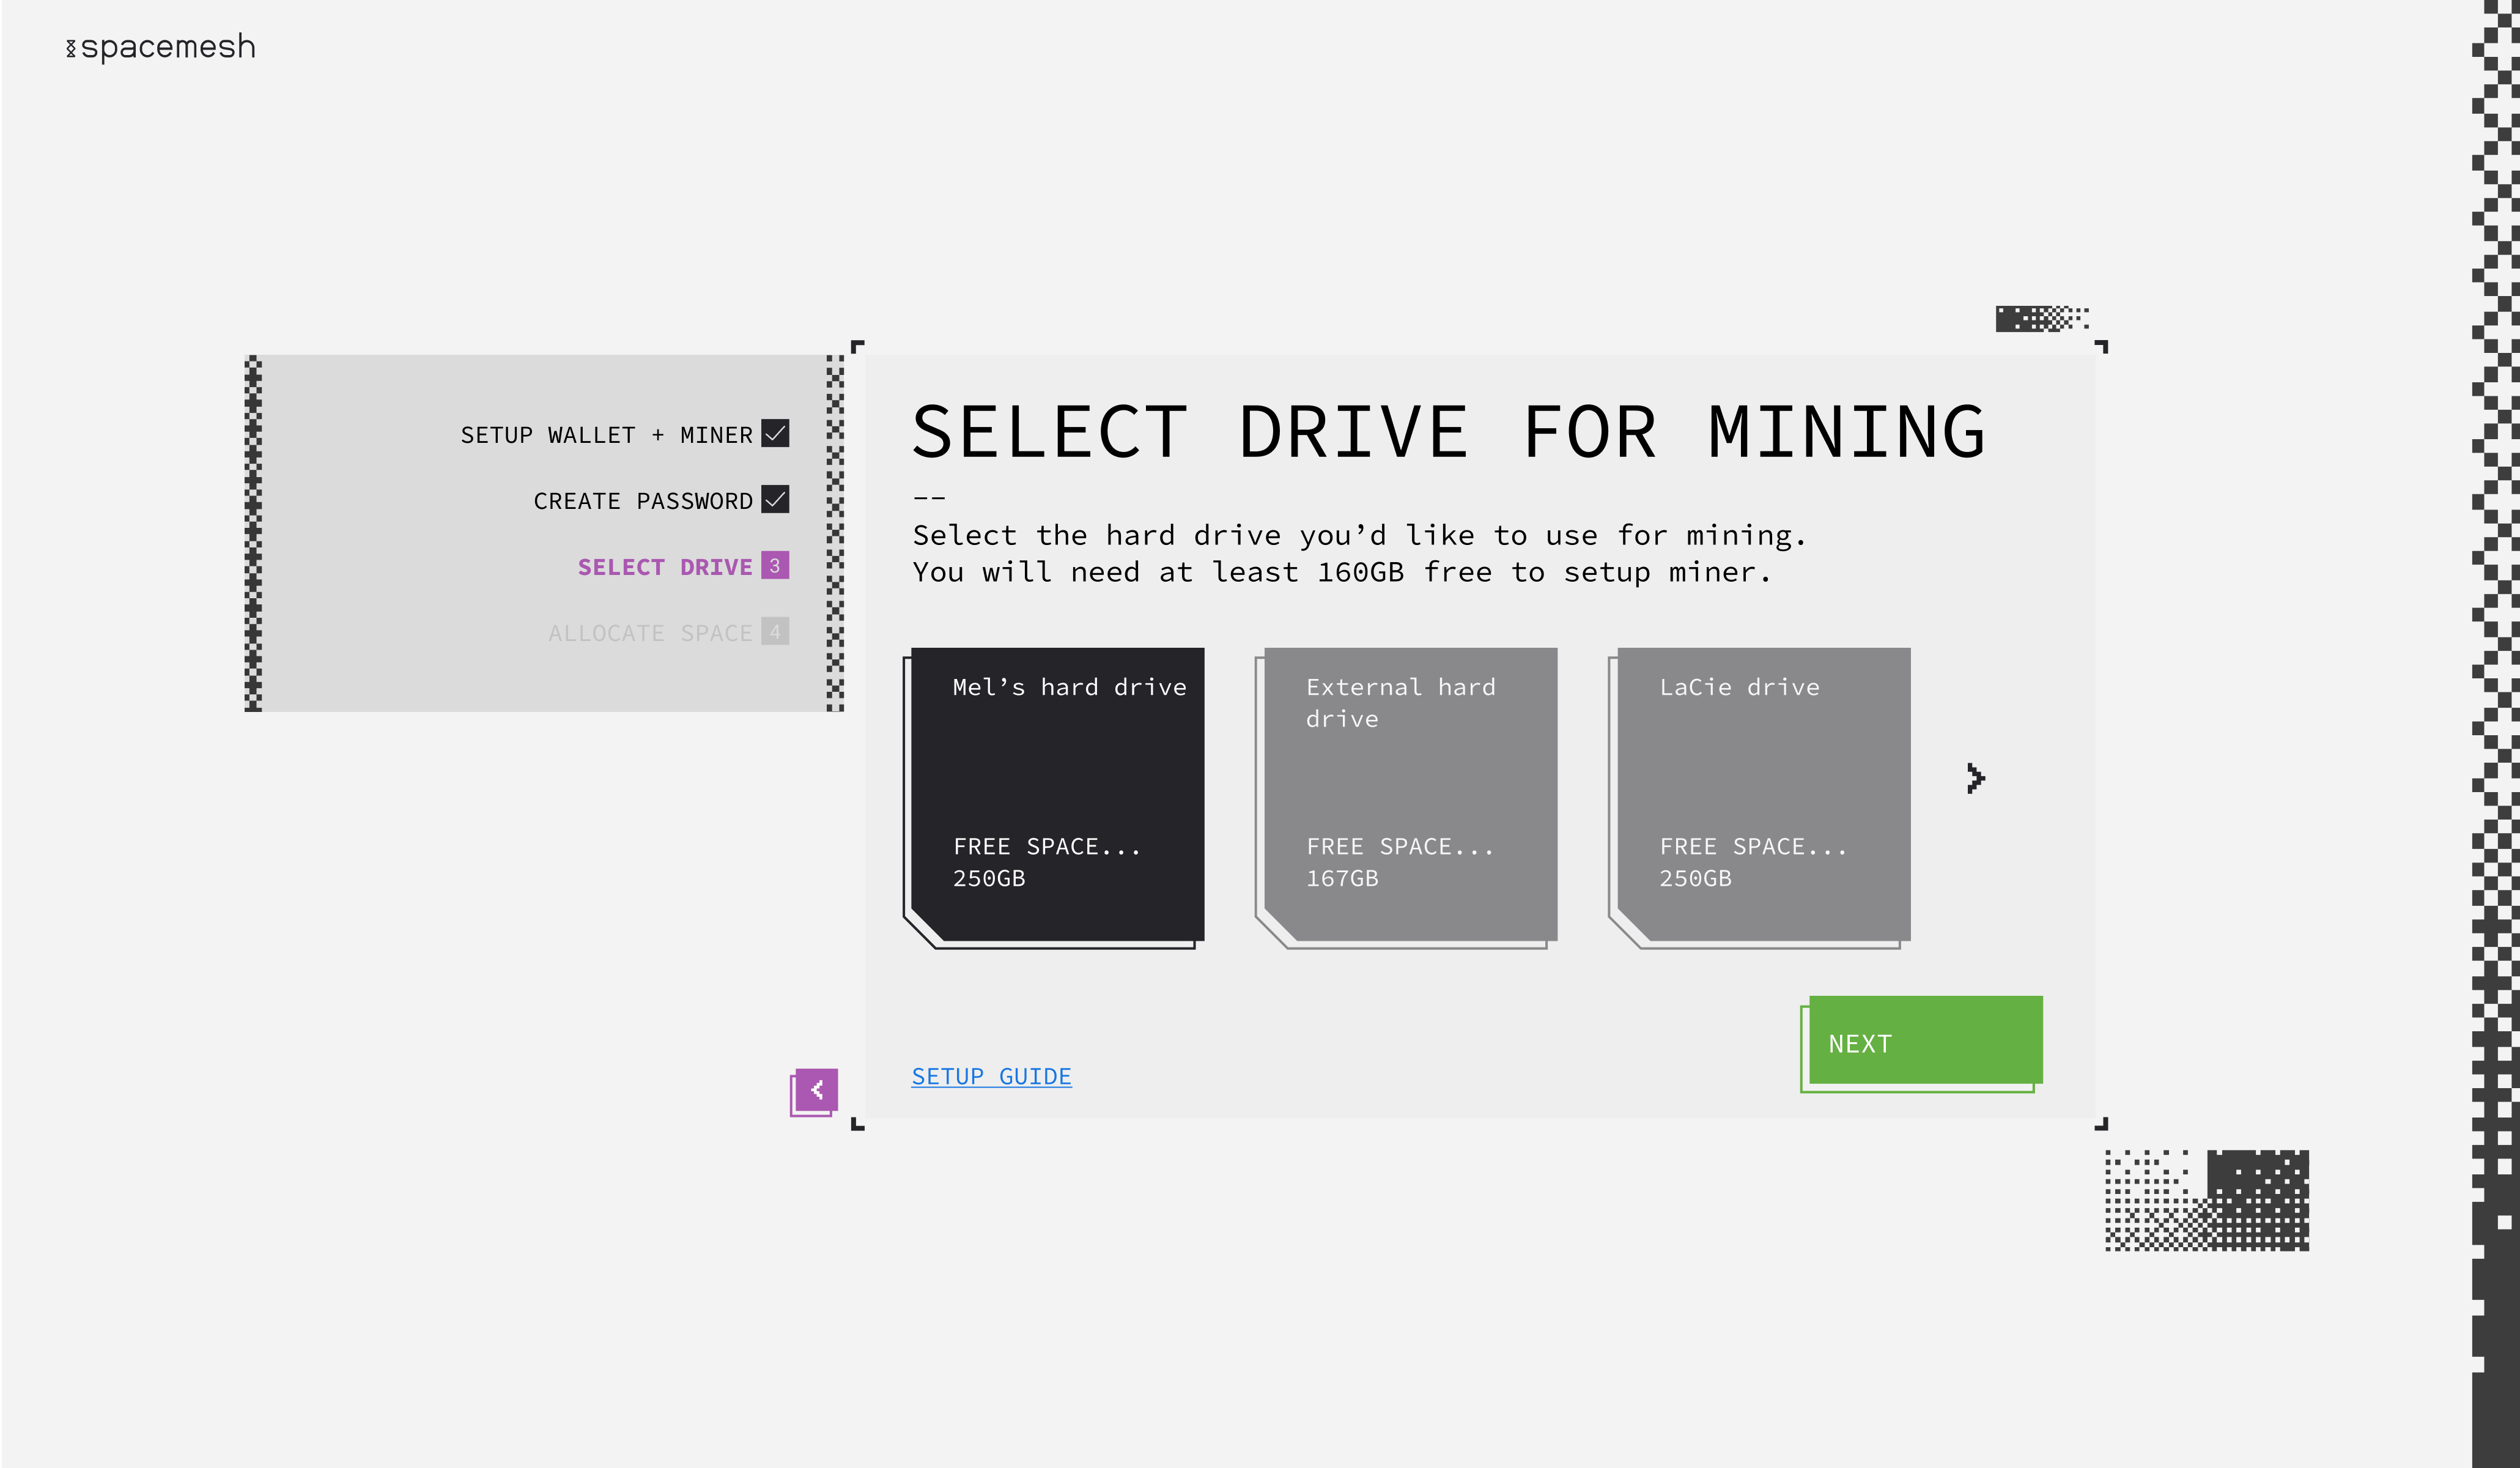 spacemesh
SETUP WALLET + MINER
CREATE PASSWORD
SELECT DRIVE 3
ALLOCATE SPACE 4
SELECT DRIVE FOR MINING
--
Select the hard drive you’d like to use for mining.
You will need at least 160GB free to setup miner.
Mel’s hard drive
FREE SPACE...
250GB
External hard
drive
FREE SPACE...
167GB
LaCie drive
FREE SPACE...
250GB
SETUP GUIDE
NEXT